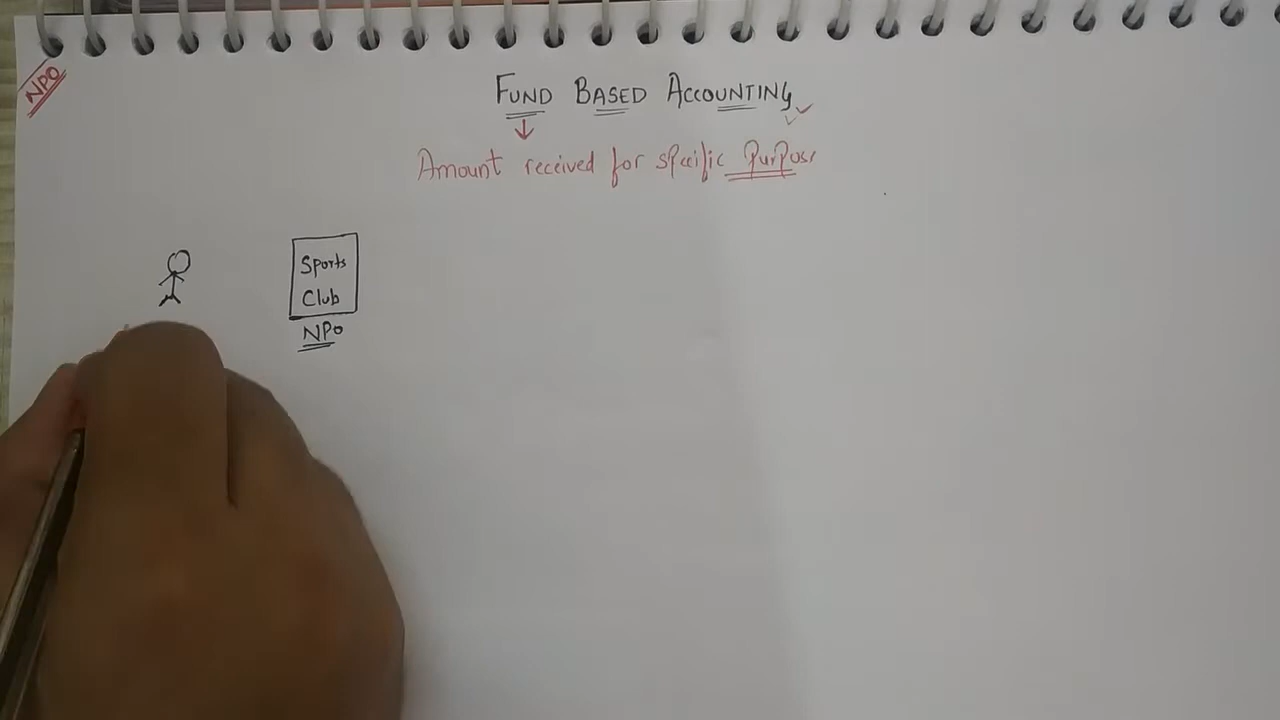 NPO
FUND BASED ACCOUNTING
Amount received for specific Purpose
Sports
Club
NPO